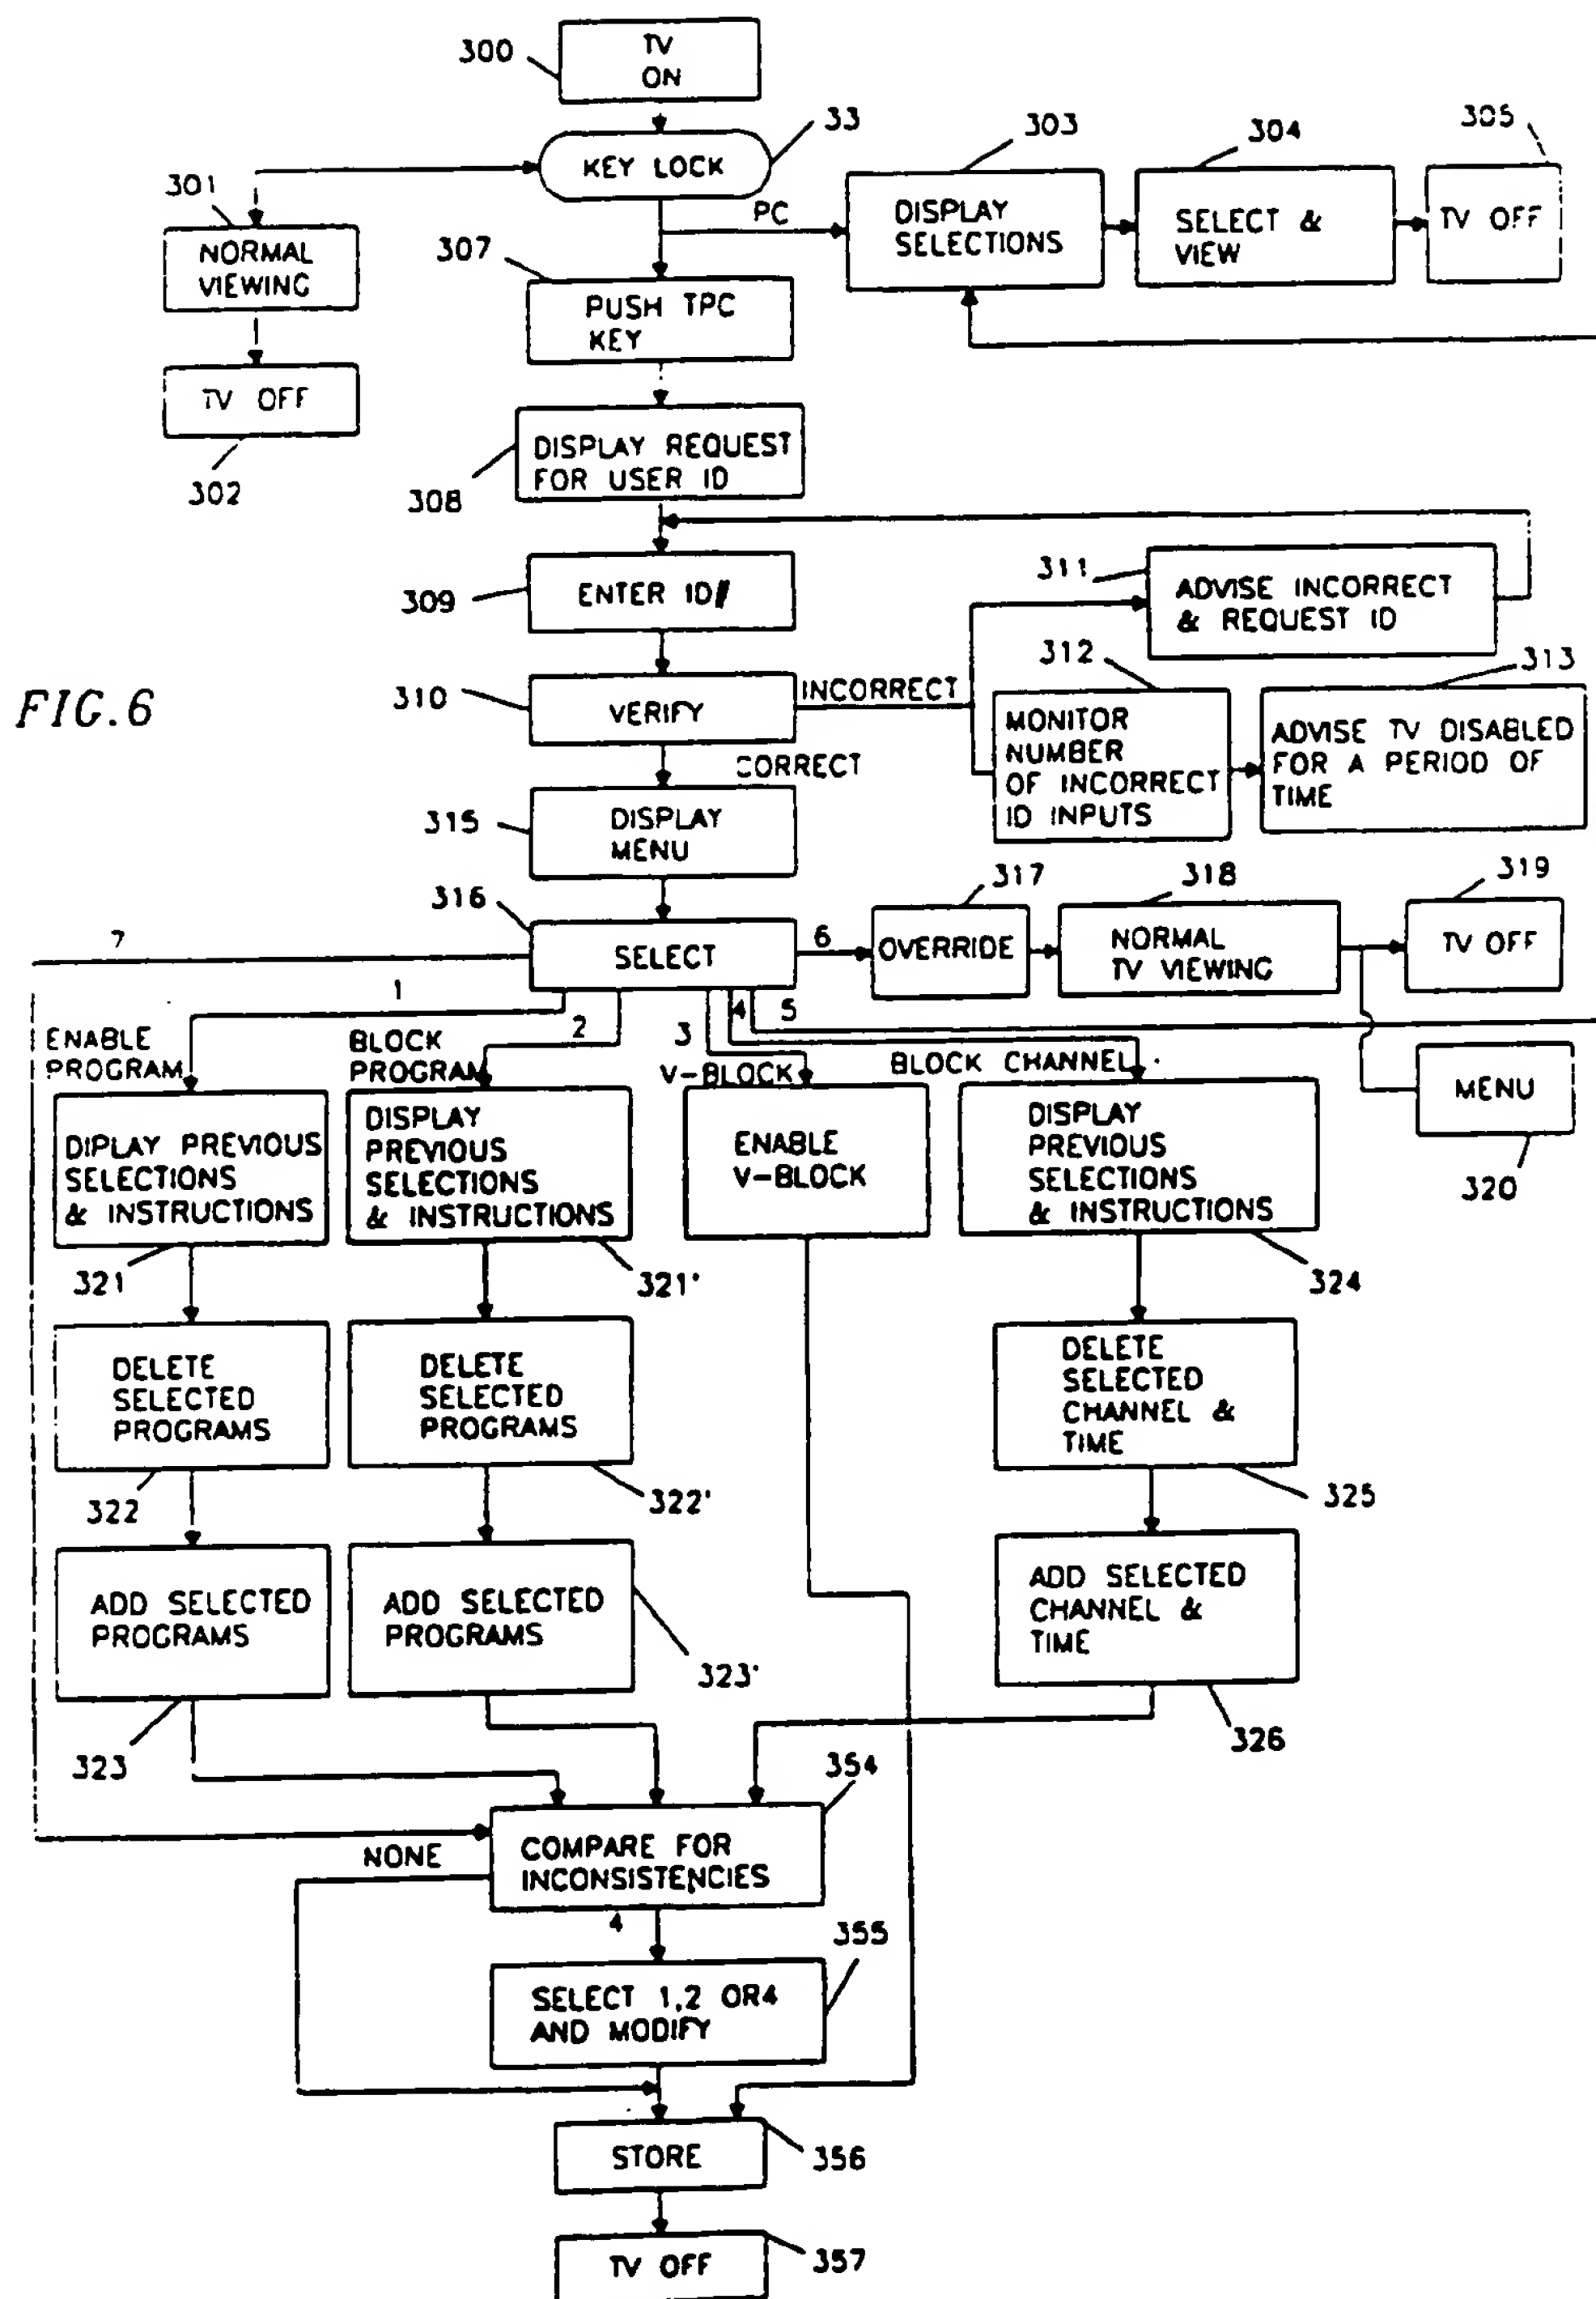 300
TV
ON
33
KEY LOCK
303
304
305
301
NORMAL
VIEWING
PC
DISPLAY
SELECTIONS
SELECT &
VIEW
TV OFF
307
PUSH TPC
KEY
TV OFF
302
308
DISPLAY REQUEST
FOR USER ID
309
ENTER ID#
311
ADVISE INCORRECT
& REQUEST ID
FIG.6
310
VERIFY
INCORRECT
CORRECT
312
MONITOR
NUMBER
OF INCORRECT
ID INPUTS
313
ADVISE TV DISABLED
FOR A PERIOD OF
TIME
315
DISPLAY
MENU
316
SELECT
317
318
319
7
6
OVERRIDE
NORMAL
TV VIEWING
TV OFF
1
2
3
4
5
ENABLE
PROGRAM
BLOCK
PROGRAM
V-BLOCK
BLOCK CHANNEL
MENU
320
DIPLAY PREVIOUS
SELECTIONS
& INSTRUCTIONS
321
DISPLAY
PREVIOUS
SELECTIONS
& INSTRUCTIONS
321'
ENABLE
V-BLOCK
DISPLAY
PREVIOUS
SELECTIONS
& INSTRUCTIONS
324
DELETE
SELECTED
PROGRAMS
322
DELETE
SELECTED
PROGRAMS
322'
DELETE
SELECTED
CHANNEL &
TIME
325
ADD SELECTED
PROGRAMS
323
ADD SELECTED
PROGRAMS
323'
ADD SELECTED
CHANNEL &
TIME
326
354
NONE
COMPARE FOR
INCONSISTENCIES
4
355
SELECT 1,2 OR4
AND MODIFY
STORE
356
TV OFF
357